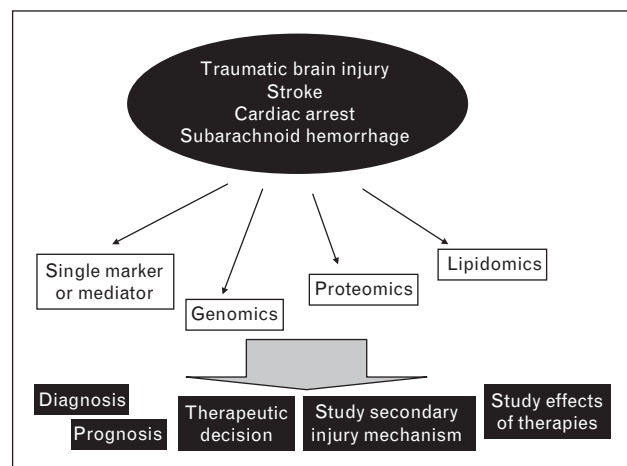 Traumatic brain injury
Stroke
Cardiac arrest
Subarachnoid hemorrhage
Single marker
or mediator
Genomics
Proteomics
Lipidomics
Diagnosis
Prognosis
Therapeutic
decision
Study secondary
injury mechanism
Study effects
of therapies